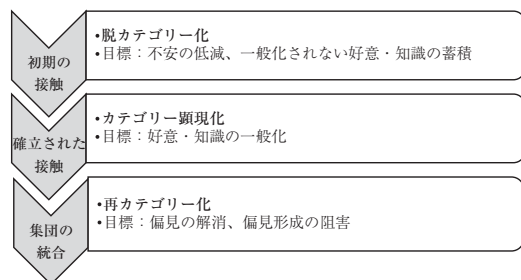 初期の
接触
•脱カテゴリー化
•目標：不安の低減、一般化されない好意・知識の蓄積
確立された
接触
•カテゴリー顕現化
•目標：好意・知識の一般化
集団の
統合
•再カテゴリー化
•目標：偏見の解消、偏見形成の阻害